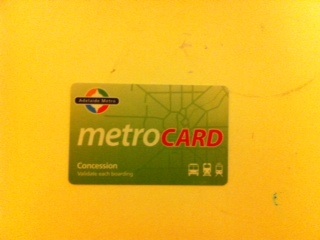 Adelaide Metro
metroCARD
Concession
Validate each boarding